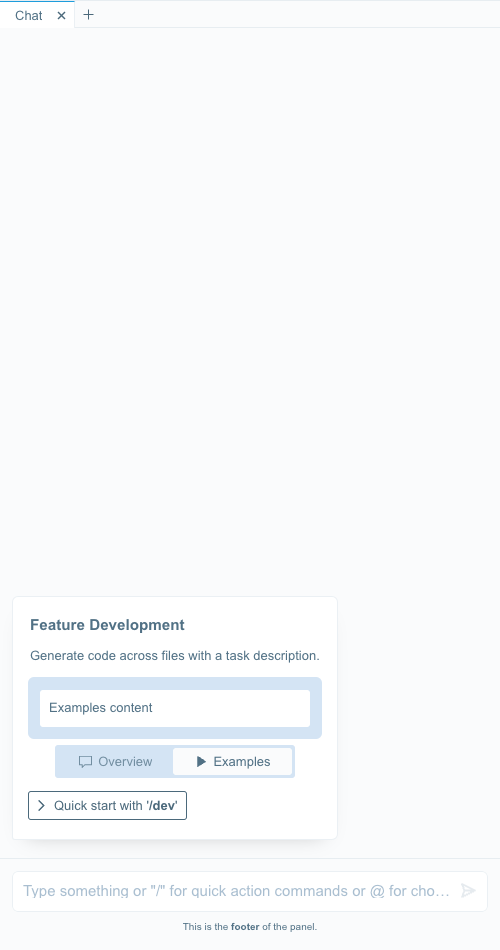 Chat
Feature Development
Generate code across files with a task description.
Examples content
Overview
Examples
Quick start with '/dev'
Type something or "/" for quick action commands or @ for cho…
This is the footer of the panel.